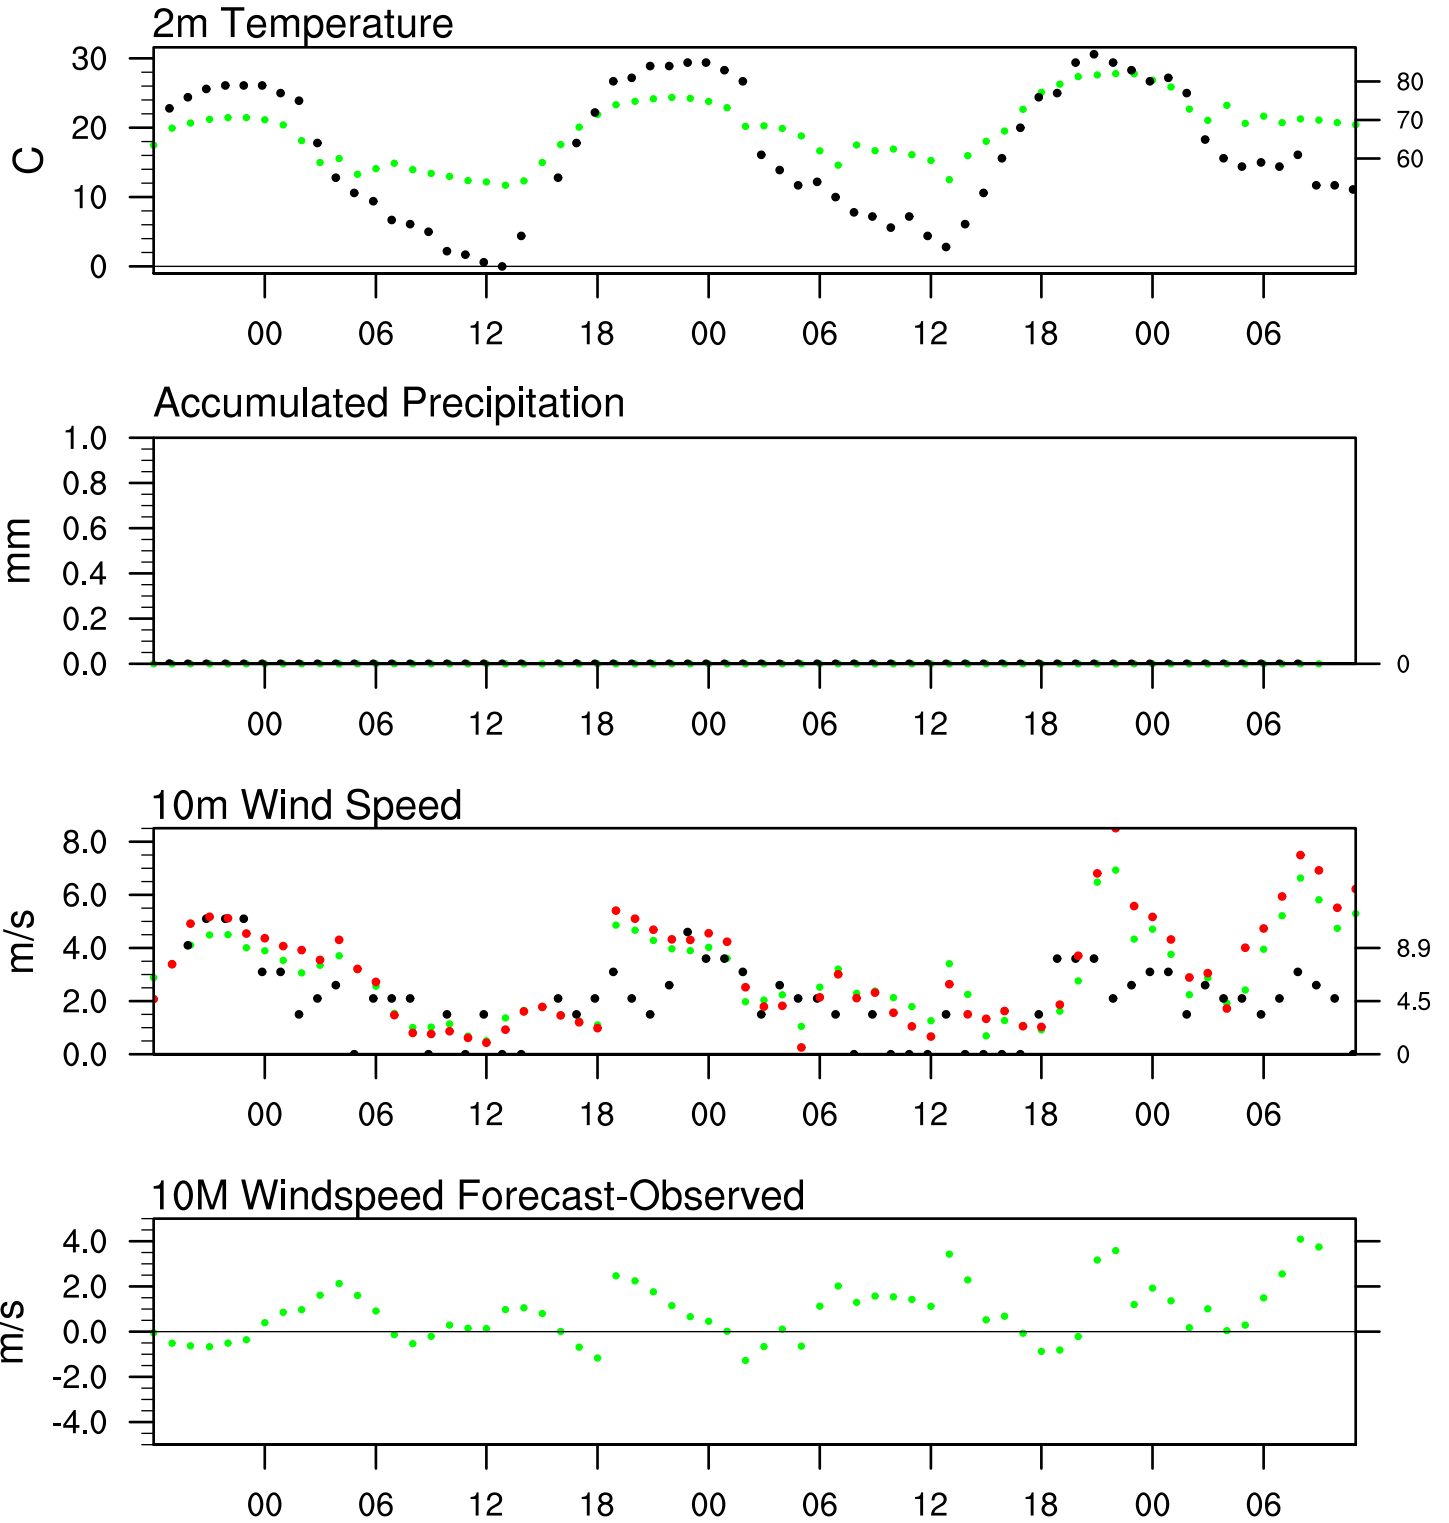 2m Temperature
30
20
10
0
C
80
70
60
00 06 12 18 00 06 12 18 00 06
Accumulated Precipitation
1.0
0.8
0.6
0.4
0.2
0.0
mm
0
00 06 12 18 00 06 12 18 00 06
10m Wind Speed
8.0
6.0
4.0
2.0
0.0
m/s
8.9
4.5
0
00 06 12 18 00 06 12 18 00 06
10M Windspeed Forecast-Observed
4.0
2.0
0.0
-2.0
-4.0
m/s
00 06 12 18 00 06 12 18 00 06